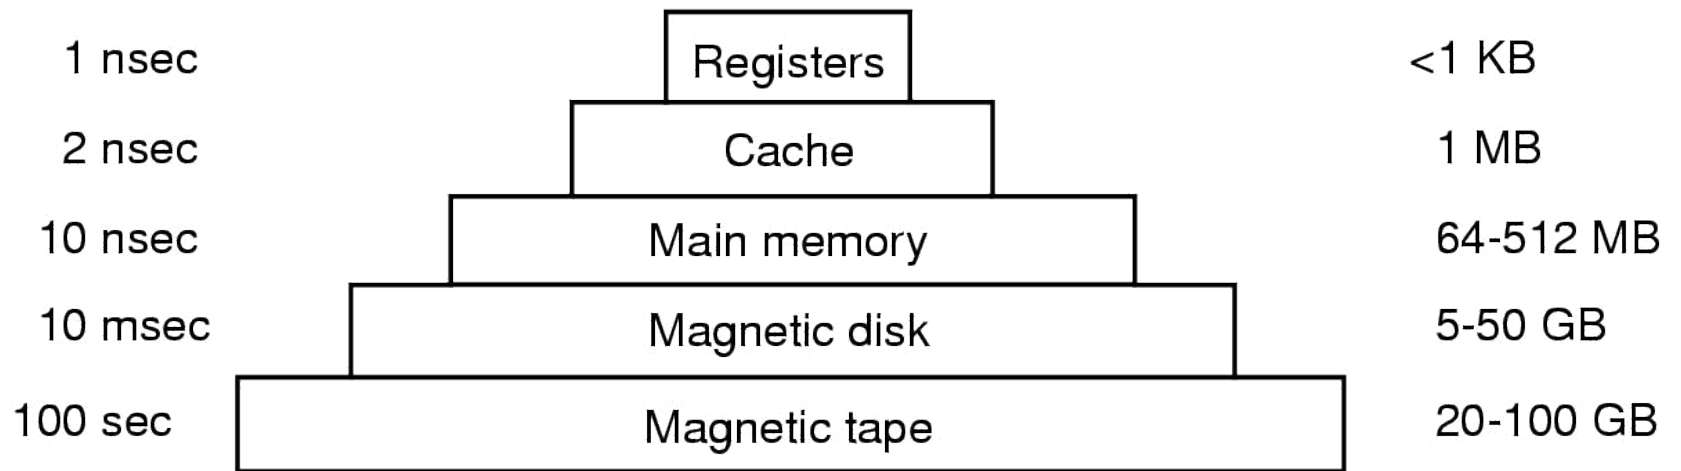 1 nsec Registers <1 KB
2 nsec Cache 1 MB
10 nsec Main memory 64-512 MB
10 msec Magnetic disk 5-50 GB
100 sec Magnetic tape 20-100 GB